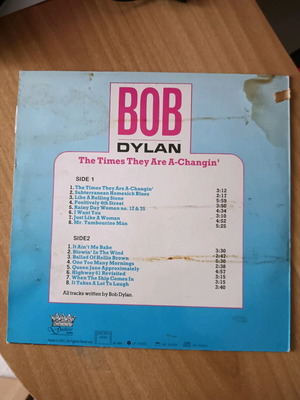 BOB
DYLAN
The Times They Are A-Changin'
SIDE 1
1. The Times They Are A-Changin' 3:12
2. Subterranean Homesick Blues 2:17
3. Like A Rolling Stone 5:59
4. Positively 4th Street 3:50
5. Rainy Day Women no. 12 & 35 4:34
6. I Want You 3:10
7. Just Like A Woman 4:52
8. Mr. Tambourine Man 5:25
SIDE2
1. It Ain't Me Babe 3:30
2. Blowin' In The Wind 2:42
3. Ballad Of Hollis Brown 5:30
4. One Too Many Mornings 2:38
5. Queen Jane Approximately 4:57
6. Highway 61 Revisited 3:15
7. When The Ship Comes In 3:15
8. It Takes A Lot To Laugh 3:40
All tracks written by Bob Dylan.